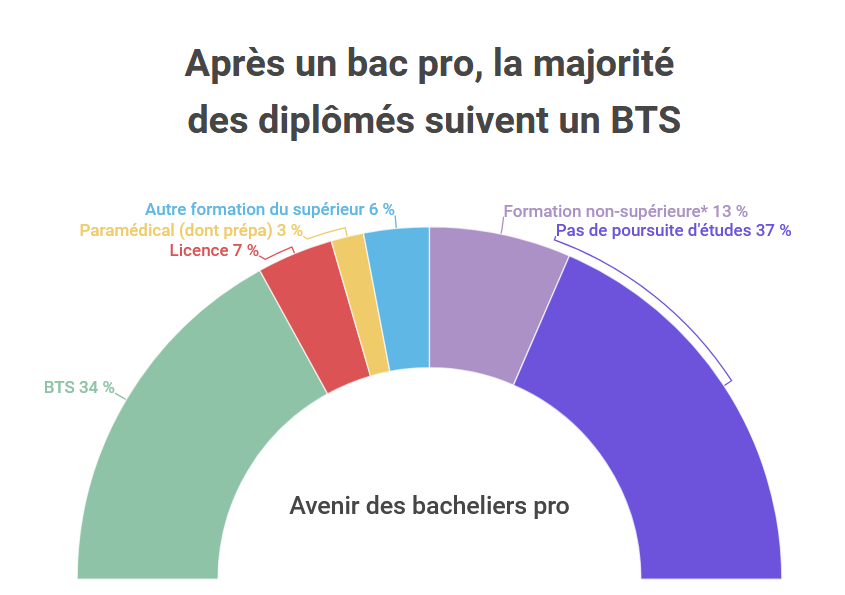 Après un bac pro, la majorité
des diplômés suivent un BTS
Autre formation du supérieur 6 %
Paramédical (dont prépa) 3 %
Licence 7 %
BTS 34 %
Formation non-supérieure* 13 %
Pas de poursuite d'études 37 %
Avenir des bacheliers pro